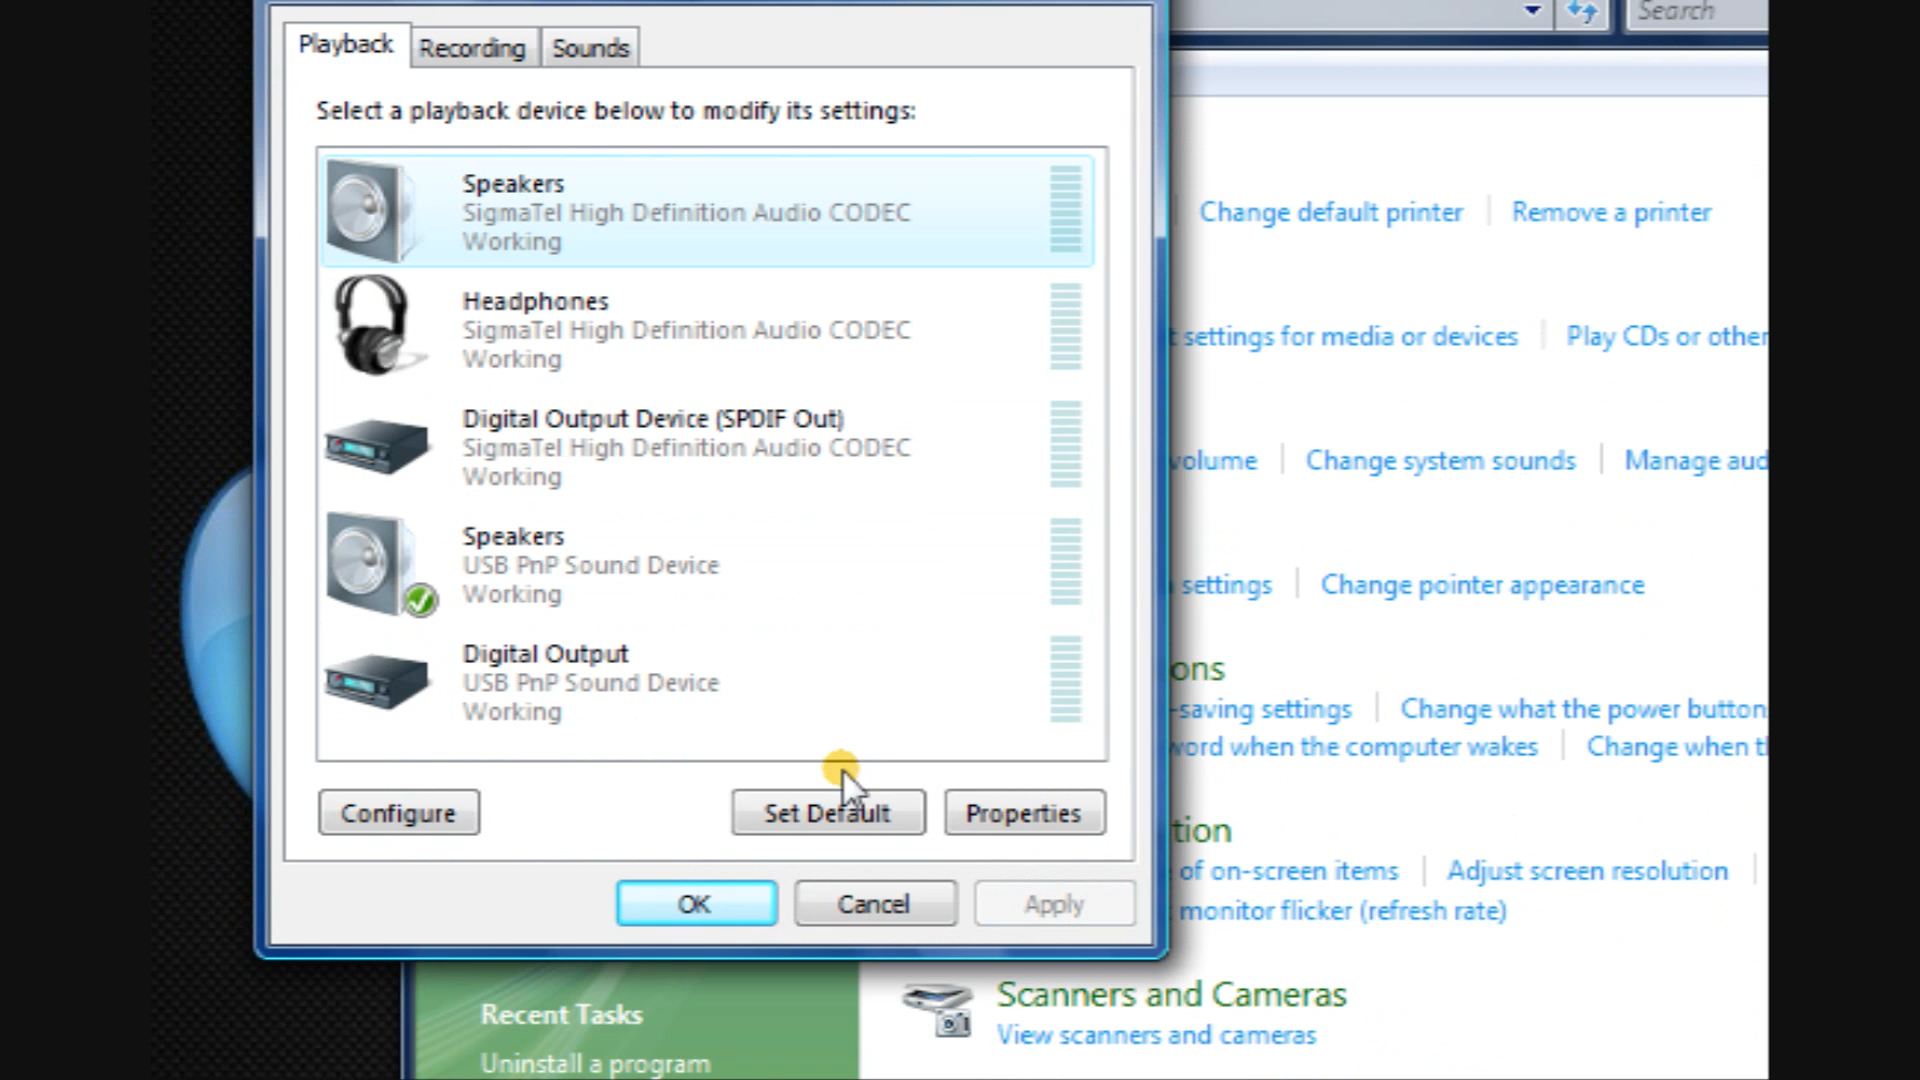 Search
Playback
Recording
Sounds
Select a playback device below to modify its settings:
Speakers
SigmaTel High Definition Audio CODEC
Working
Headphones
SigmaTel High Definition Audio CODEC
Working
Digital Output Device (SPDIF Out)
SigmaTel High Definition Audio CODEC
Working
Speakers
USB PnP Sound Device
Working
Digital Output
USB PnP Sound Device
Working
Configure
Set Default
Properties
OK
Cancel
Apply
Change default printer
Remove a printer
settings for media or devices
Play CDs or other
volume
Change system sounds
Manage aud
settings
Change pointer appearance
ons
-saving settings
Change what the power button
word when the computer wakes
Change when t
tion
of on-screen items
Adjust screen resolution
monitor flicker (refresh rate)
Scanners and Cameras
View scanners and cameras
Recent Tasks
Uninstall a program